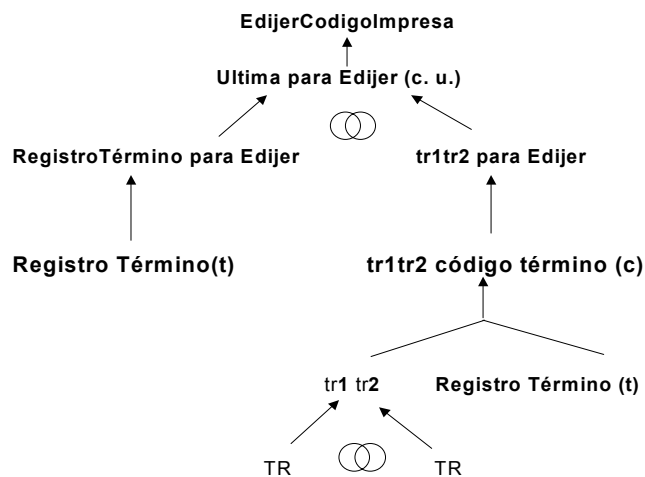 EdijerCodigoImpresa
Ultima para Edijer (c. u.)
RegistroTérmino para Edijer tr1tr2 para Edijer
Registro Término(t) tr1tr2 código término (c)
tr1 tr2 Registro Término (t)
TR TR